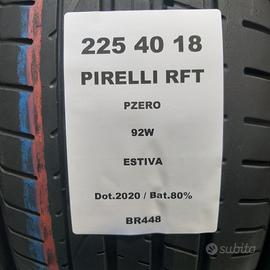 225 40 18
PIRELLI RFT
PZERO
92W
ESTIVA
Dot.2020 / Bat.80%
BR448
subito